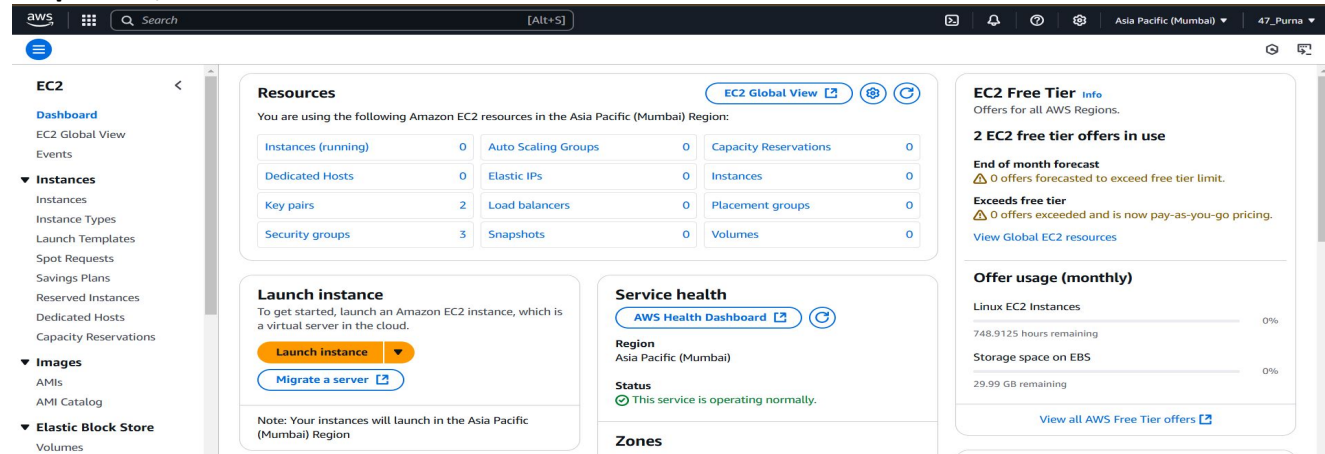 aws
Search
[Alt+S]
Asia Pacific (Mumbai)
47_Purna
EC2
Dashboard
EC2 Global View
Events
Instances
Instances
Instance Types
Launch Templates
Spot Requests
Savings Plans
Reserved Instances
Dedicated Hosts
Capacity Reservations
Images
AMIs
AMI Catalog
Elastic Block Store
Volumes
Resources
EC2 Global View
You are using the following Amazon EC2 resources in the Asia Pacific (Mumbai) Region:
Instances (running) 0 Auto Scaling Groups 0 Capacity Reservations 0
Dedicated Hosts 0 Elastic IPs 0 Instances 0
Key pairs 2 Load balancers 0 Placement groups 0
Security groups 3 Snapshots 0 Volumes 0
Launch instance
To get started, launch an Amazon EC2 instance, which is
a virtual server in the cloud.
Launch instance
Migrate a server
Note: Your instances will launch in the Asia Pacific
(Mumbai) Region
Service health
AWS Health Dashboard
Region
Asia Pacific (Mumbai)
Status
This service is operating normally.
Zones
EC2 Free Tier Info
Offers for all AWS Regions.
2 EC2 free tier offers in use
End of month forecast
0 offers forecasted to exceed free tier limit.
Exceeds free tier
0 offers exceeded and is now pay-as-you-go pricing.
View Global EC2 resources
Offer usage (monthly)
Linux EC2 Instances
0%
748.9125 hours remaining
Storage space on EBS
0%
29.99 GB remaining
View all AWS Free Tier offers